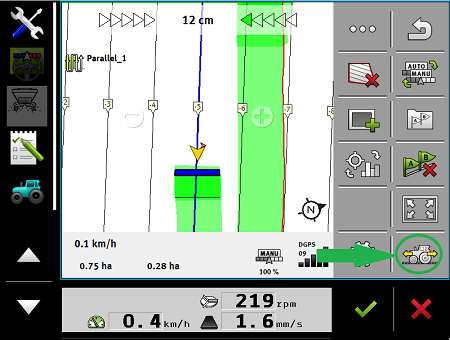 12 cm
Parallel_1
AUTO
MANU
-2
-3
-4
-5
-6
-7
-8
A
B
0.1 km/h
0.75 ha
0.28 ha
MANU
100 %
DGPS
09
219 rpm
0.4 km/h
1.6 mm/s